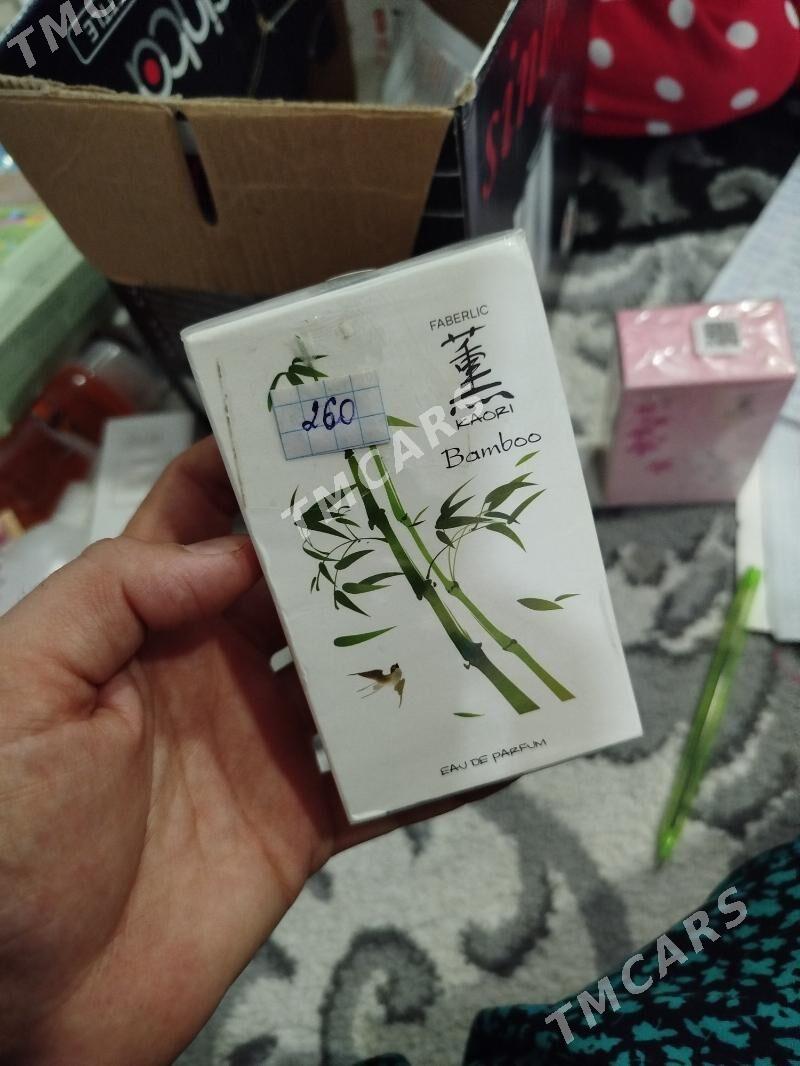 TMCARS
FABERLIC
薫
KAORI
Bamboo
260
TMCARS
EAU DE PARFUM
TMCARS